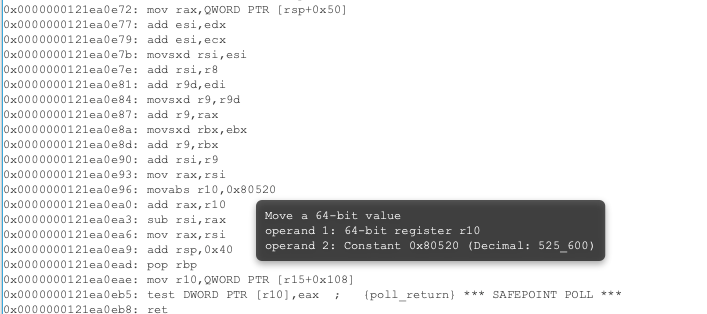 0x0000000121ea0e72: mov rax,QWORD PTR [rsp+0x50]
0x0000000121ea0e77: add esi,edx
0x0000000121ea0e79: add esi,ecx
0x0000000121ea0e7b: movsxd rsi,esi
0x0000000121ea0e7e: add rsi,r8
0x0000000121ea0e81: add r9d,edi
0x0000000121ea0e84: movsxd r9,r9d
0x0000000121ea0e87: add r9,rax
0x0000000121ea0e8a: movsxd rbx,ebx
0x0000000121ea0e8d: add r9,rbx
0x0000000121ea0e90: add rsi,r9
0x0000000121ea0e93: mov rax,rsi
0x0000000121ea0e96: movabs r10,0x80520
0x0000000121ea0ea0: add rax,r10
0x0000000121ea0ea3: sub rsi,rax
0x0000000121ea0ea6: mov rax,rsi
0x0000000121ea0ea9: add rsp,0x40
0x0000000121ea0ead: pop rbp
0x0000000121ea0eae: mov r10,QWORD PTR [r15+0x108]
0x0000000121ea0eb5: test DWORD PTR [r10],eax ; {poll_return} *** SAFEPOINT POLL ***
0x0000000121ea0eb8: ret
Move a 64-bit value
operand 1: 64-bit register r10
operand 2: Constant 0x80520 (Decimal: 525_600)